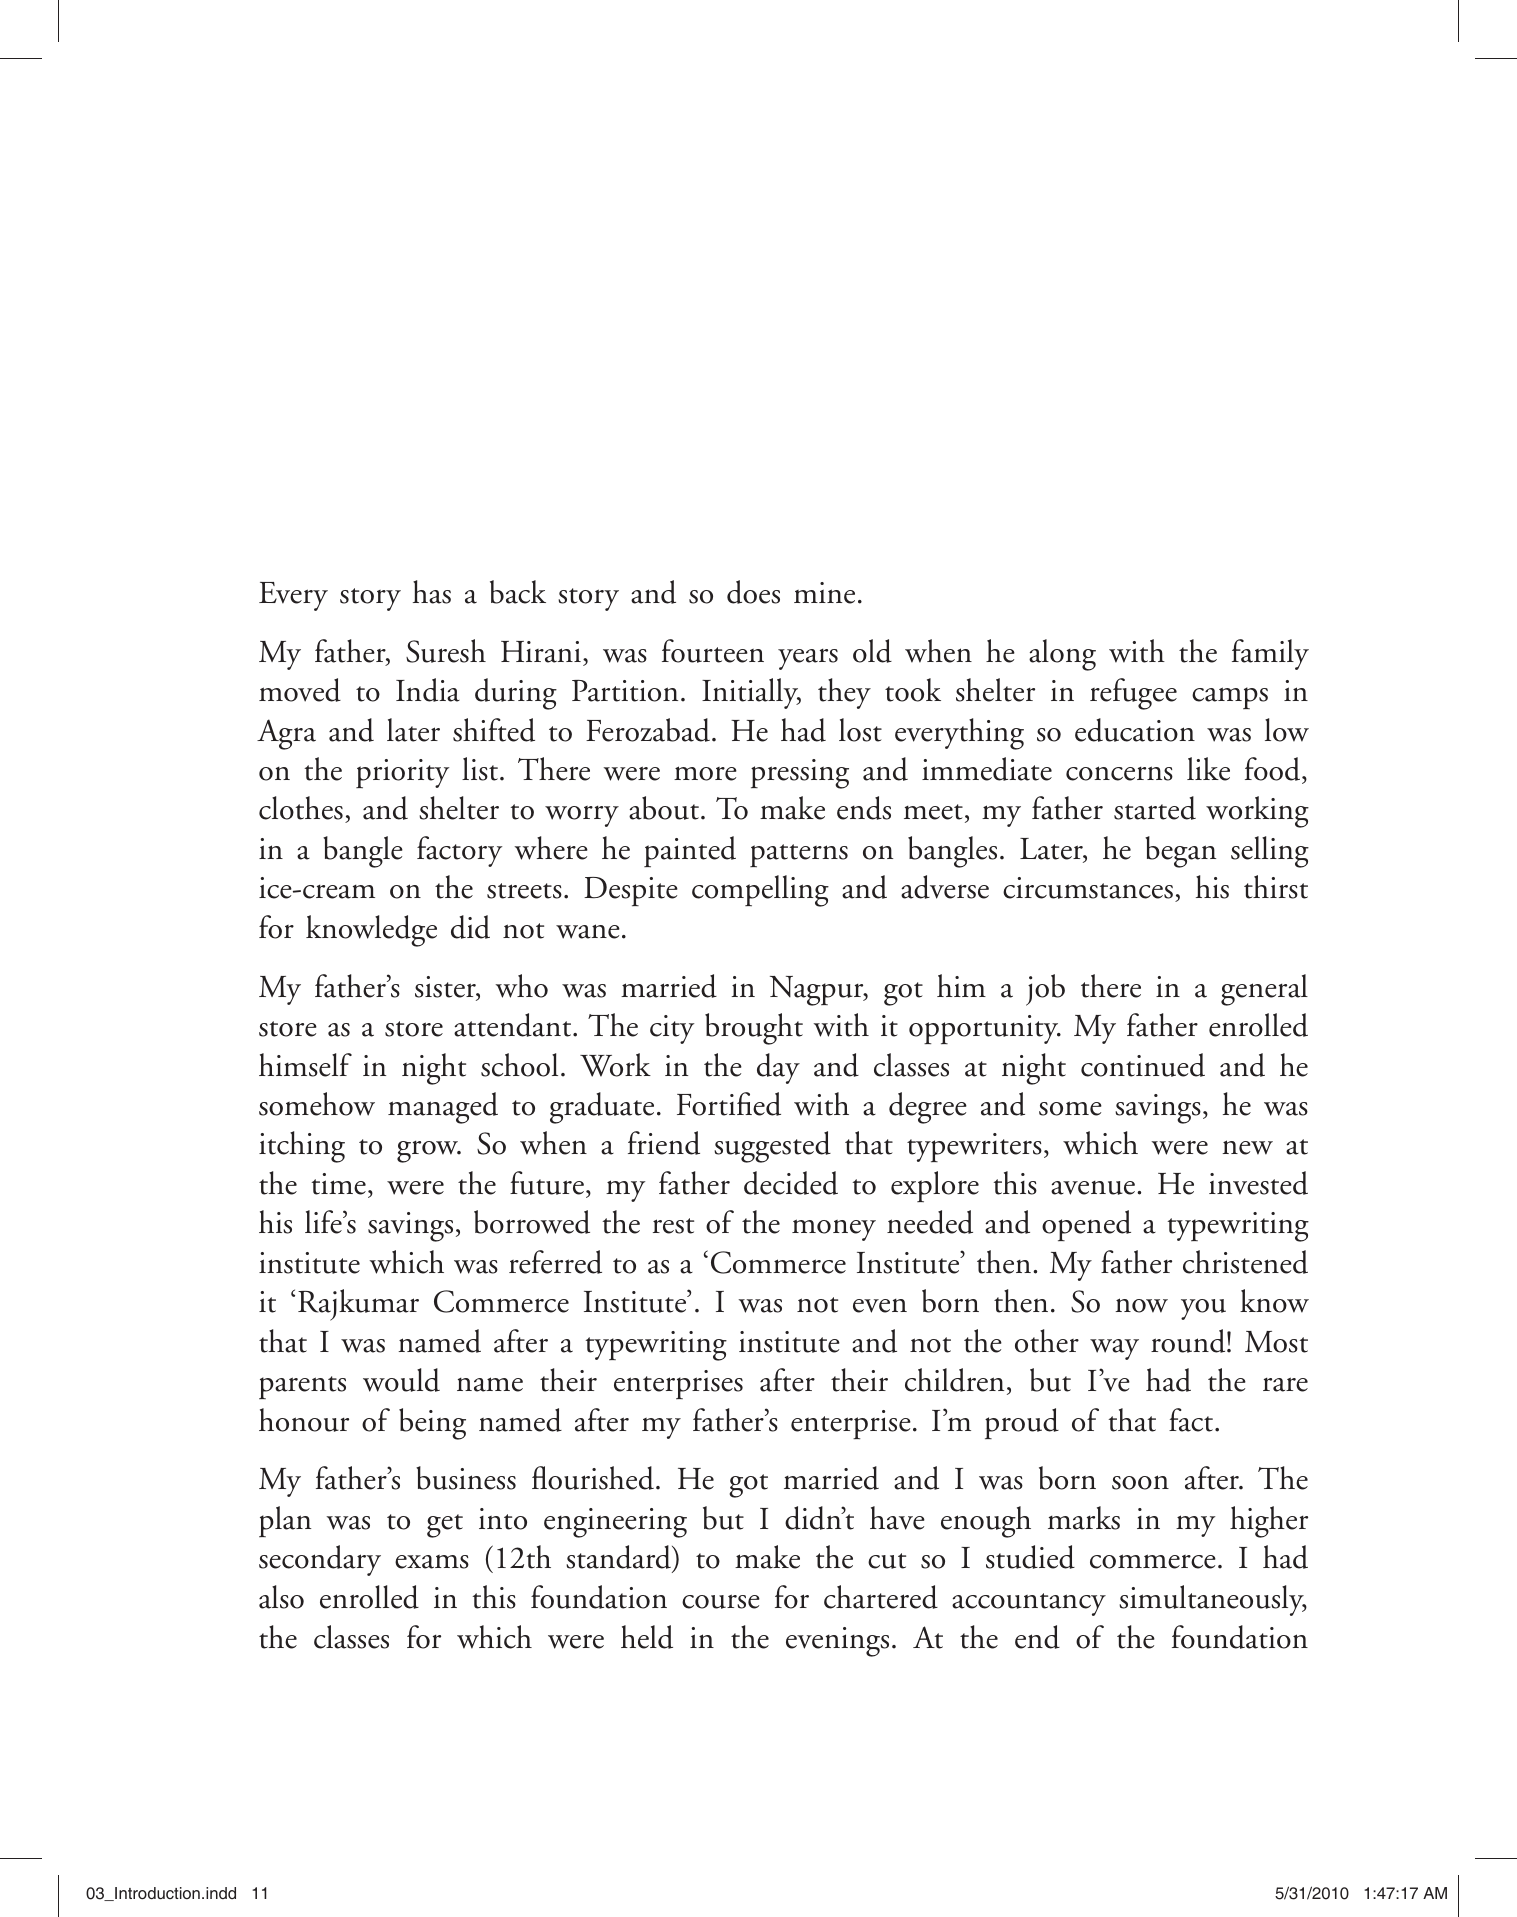 Every story has a back story and so does mine.
My father, Suresh Hirani, was fourteen years old when he along with the family
moved to India during Partition. Initially, they took shelter in refugee camps in
Agra and later shifted to Ferozabad. He had lost everything so education was low
on the priority list. There were more pressing and immediate concerns like food,
clothes, and shelter to worry about. To make ends meet, my father started working
in a bangle factory where he painted patterns on bangles. Later, he began selling
ice-cream on the streets. Despite compelling and adverse circumstances, his thirst
for knowledge did not wane.
My father’s sister, who was married in Nagpur, got him a job there in a general
store as a store attendant. The city brought with it opportunity. My father enrolled
himself in night school. Work in the day and classes at night continued and he
somehow managed to graduate. Fortified with a degree and some savings, he was
itching to grow. So when a friend suggested that typewriters, which were new at
the time, were the future, my father decided to explore this avenue. He invested
his life’s savings, borrowed the rest of the money needed and opened a typewriting
institute which was referred to as a ‘Commerce Institute’ then. My father christened
it ‘Rajkumar Commerce Institute’. I was not even born then. So now you know
that I was named after a typewriting institute and not the other way round! Most
parents would name their enterprises after their children, but I’ve had the rare
honour of being named after my father’s enterprise. I’m proud of that fact.
My father’s business flourished. He got married and I was born soon after. The
plan was to get into engineering but I didn’t have enough marks in my higher
secondary exams (12th standard) to make the cut so I studied commerce. I had
also enrolled in this foundation course for chartered accountancy simultaneously,
the classes for which were held in the evenings. At the end of the foundation
03_Introduction.indd 11 5/31/2010 1:47:17 AM